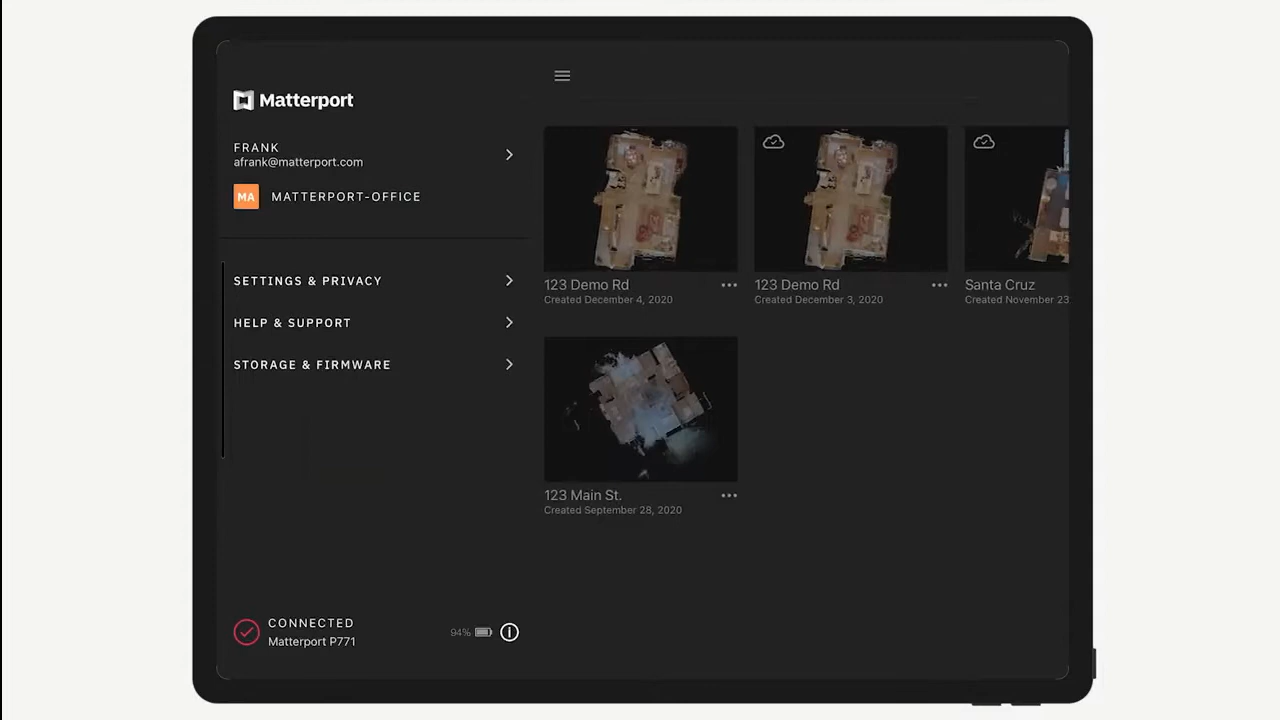 Matterport
FRANK
afrank@matterport.com
MA MATTERPORT-OFFICE
SETTINGS & PRIVACY
HELP & SUPPORT
STORAGE & FIRMWARE
CONNECTED
Matterport P771
94%
123 Demo Rd
Created December 4, 2020
123 Demo Rd
Created December 3, 2020
Santa Cruz
Created November 23
123 Main St.
Created September 28, 2020